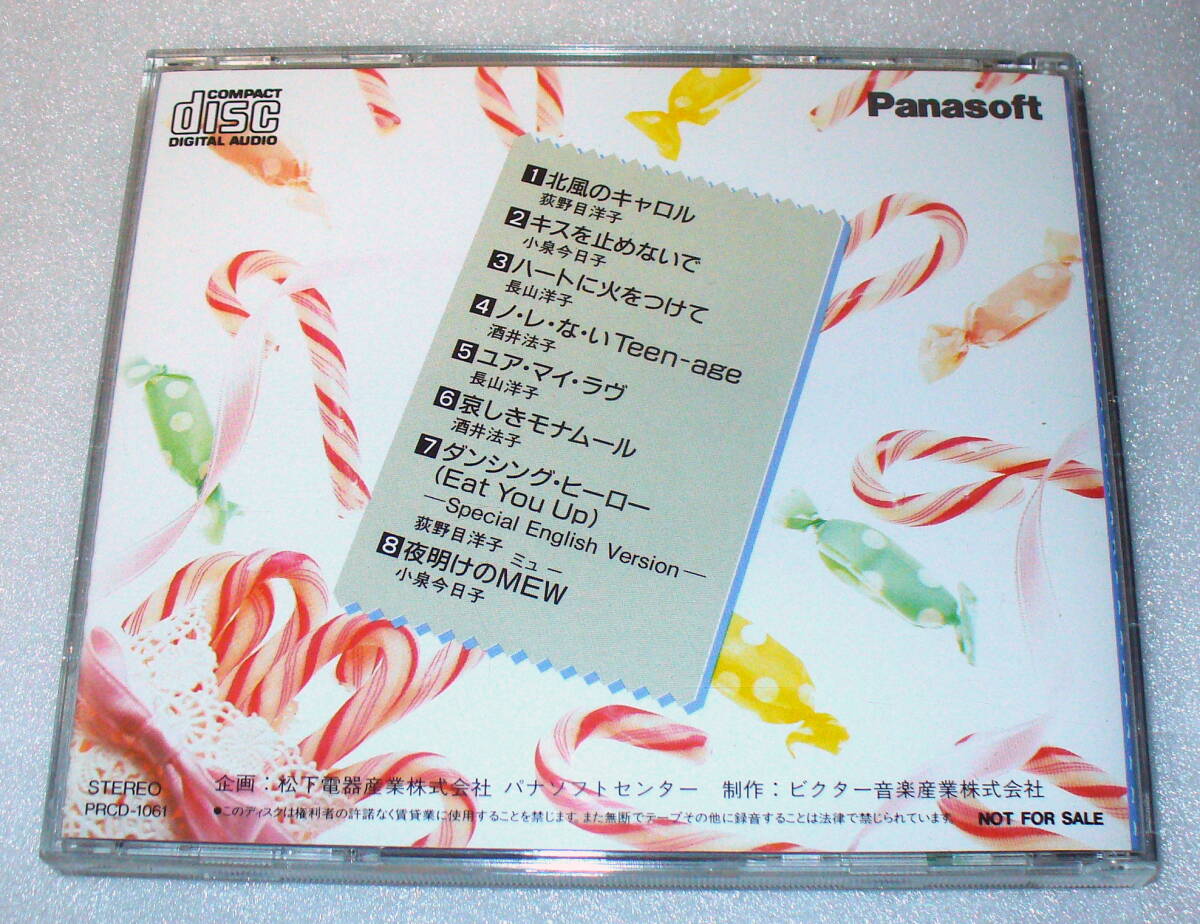 COMPACT
disc
DIGITAL AUDIO
Panasoft
1 北風のキャロル
荻野目洋子
2 キスを止めないで
小泉今日子
3 ハートに火をつけて
長山洋子
4 ノ・レ・な・い Teen-age
酒井法子
5 ユア・マイ・ラヴ
長山洋子
6 哀しきモナムール
酒井法子
7 ダンシング・ヒーロー
(Eat You Up)
—Special English Version—
荻野目洋子
ミュー
8 夜明けのMEW
小泉今日子
STEREO
PRCD-1061
企画：松下電器産業株式会社 パナソフトセンター 制作：ビクター音楽産業株式会社
●このディスクは権利者の許諾なく賃貸業に使用することを禁じます。また無断でテープその他に録音することは法律で禁じられています。
NOT FOR SALE